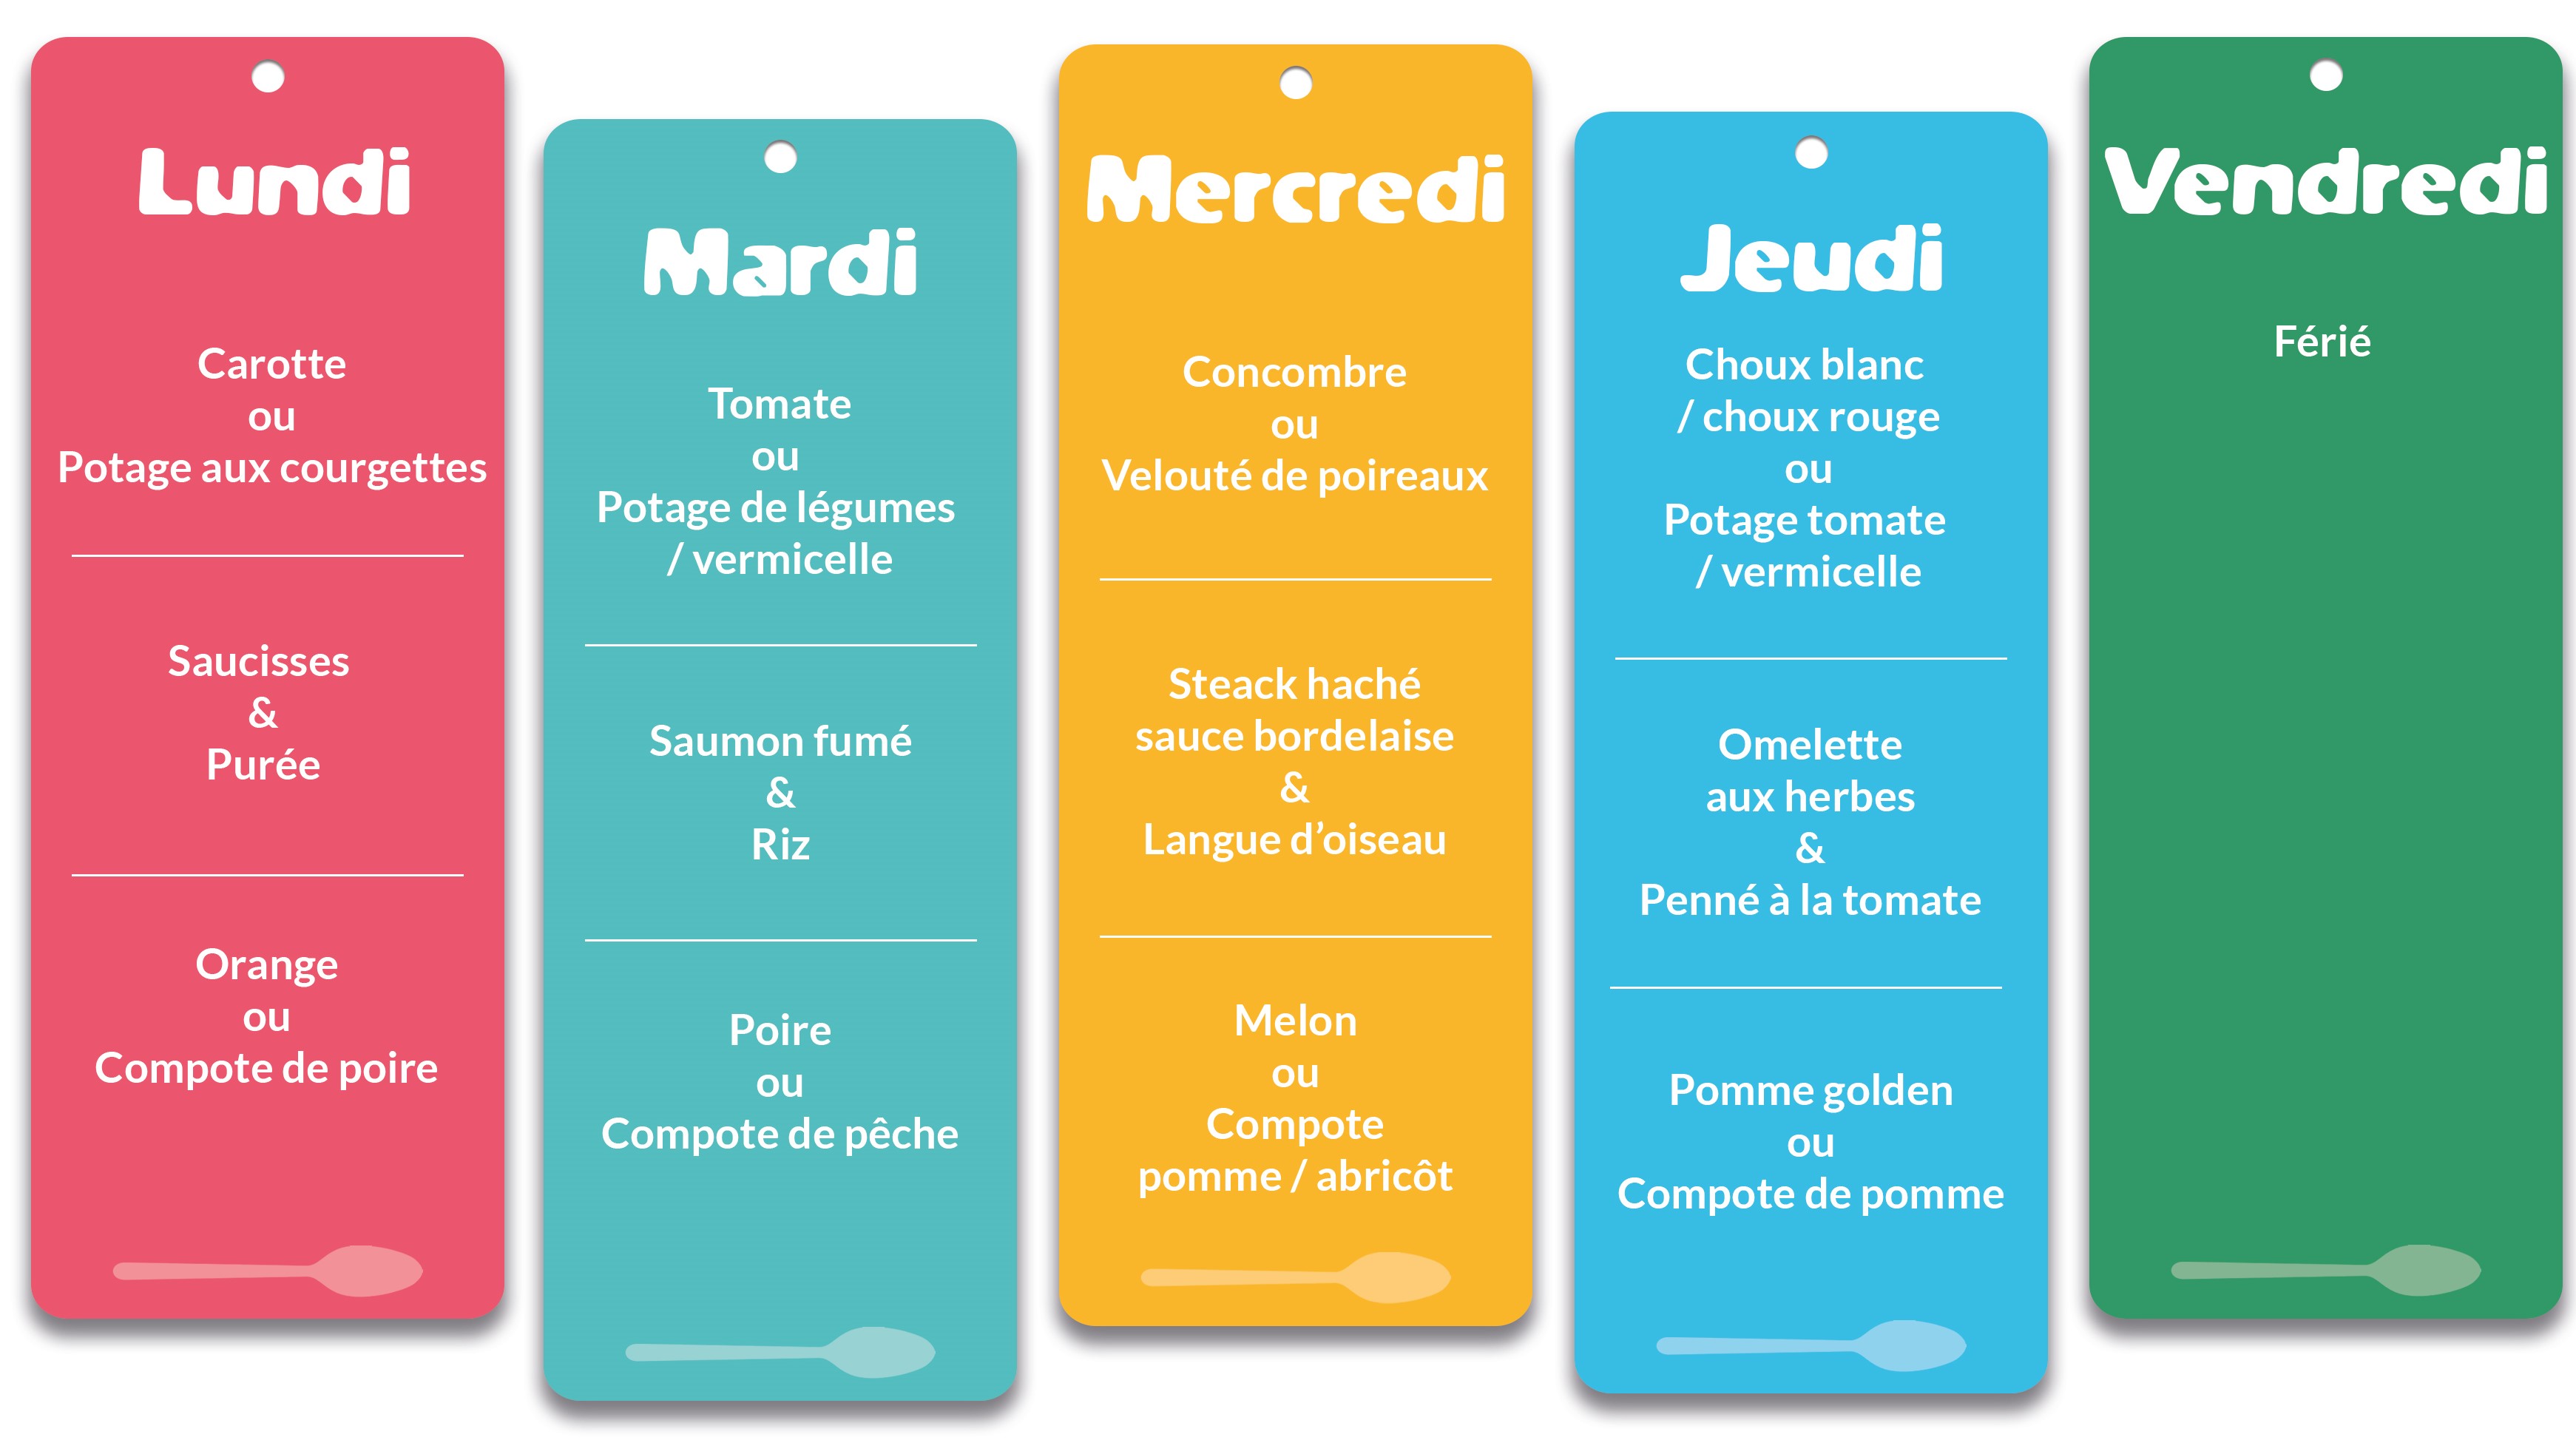 Lundi
Carotte
ou
Potage aux courgettes
Saucisses
&
Purée
Orange
ou
Compote de poire
Mardi
Tomate
ou
Potage de légumes
/ vermicelle
Saumon fumé
&
Riz
Poire
ou
Compote de pêche
Mercredi
Concombre
ou
Velouté de poireaux
Steack haché
sauce bordelaise
&
Langue d’oiseau
Melon
ou
Compote
pomme / abricôt
Jeudi
Choux blanc
/ choux rouge
ou
Potage tomate
/ vermicelle
Omelette
aux herbes
&
Penné à la tomate
Pomme golden
ou
Compote de pomme
Vendredi
Férié